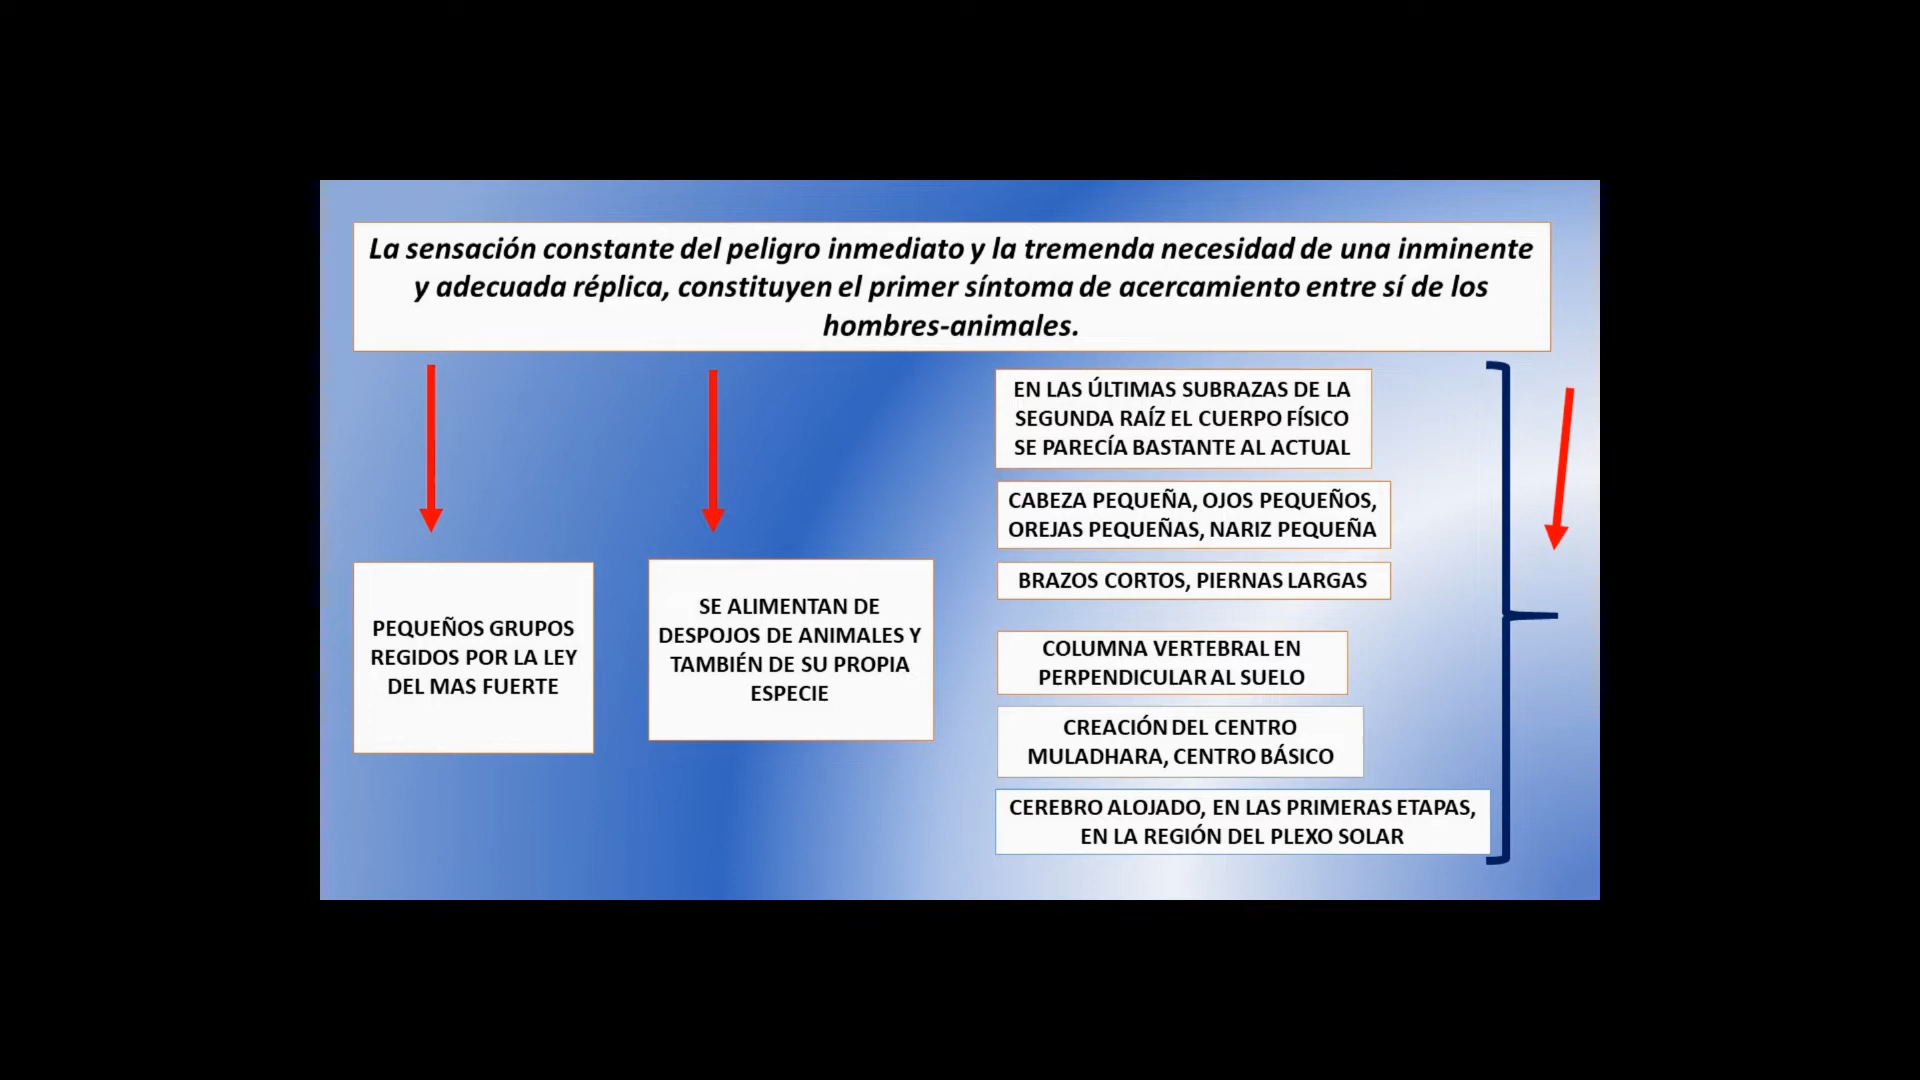 La sensación constante del peligro inmediato y la tremenda necesidad de una inminente
y adecuada réplica, constituyen el primer síntoma de acercamiento entre sí de los
hombres-animales.
PEQUEÑOS GRUPOS
REGIDOS POR LA LEY
DEL MAS FUERTE
SE ALIMENTAN DE
DESPOJOS DE ANIMALES Y
TAMBIÉN DE SU PROPIA
ESPECIE
EN LAS ÚLTIMAS SUBRAZAS DE LA
SEGUNDA RAÍZ EL CUERPO FÍSICO
SE PARECÍA BASTANTE AL ACTUAL
CABEZA PEQUEÑA, OJOS PEQUEÑOS,
OREJAS PEQUEÑAS, NARIZ PEQUEÑA
BRAZOS CORTOS, PIERNAS LARGAS
COLUMNA VERTEBRAL EN
PERPENDICULAR AL SUELO
CREACIÓN DEL CENTRO
MULADHARA, CENTRO BÁSICO
CEREBRO ALOJADO, EN LAS PRIMERAS ETAPAS,
EN LA REGIÓN DEL PLEXO SOLAR